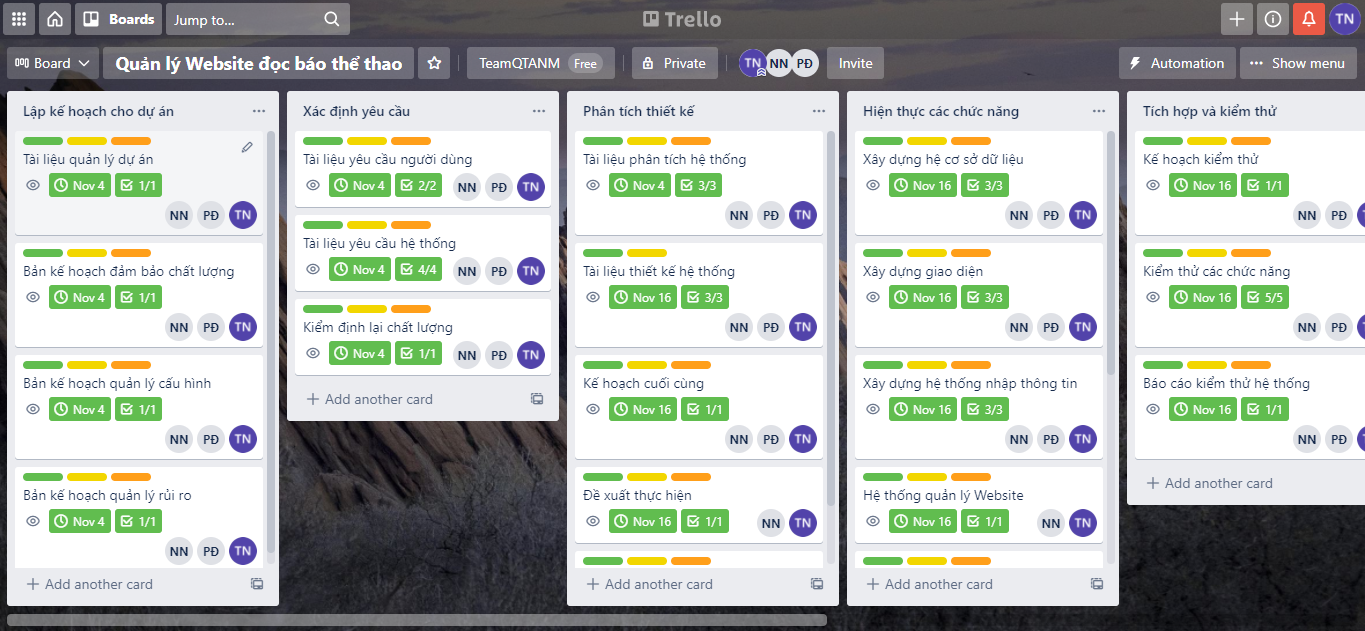 Boards
Jump to...
Trello
TN
Board
Quản lý Website đọc báo thể thao
TeamQTANM Free
Private
TN NN PĐ
Invite
Automation
Show menu
Lập kế hoạch cho dự án
Tài liệu quản lý dự án
Nov 4 1/1
NN PĐ TN
Bản kế hoạch đảm bảo chất lượng
Nov 4 1/1
NN PĐ TN
Bản kế hoạch quản lý cấu hình
Nov 4 1/1
NN PĐ TN
Bản kế hoạch quản lý rủi ro
Nov 4 1/1
NN PĐ TN
+ Add another card
Xác định yêu cầu
Tài liệu yêu cầu người dùng
Nov 4 2/2 NN PĐ TN
Tài liệu yêu cầu hệ thống
Nov 4 4/4 NN PĐ TN
Kiểm định lại chất lượng
Nov 4 1/1 NN PĐ TN
+ Add another card
Phân tích thiết kế
Tài liệu phân tích hệ thống
Nov 4 3/3
NN PĐ TN
Tài liệu thiết kế hệ thống
Nov 16 3/3
NN PĐ TN
Kế hoạch cuối cùng
Nov 16 1/1
NN PĐ TN
Đề xuất thực hiện
Nov 16 1/1 NN TN
+ Add another card
Hiện thực các chức năng
Xây dựng hệ cơ sở dữ liệu
Nov 16 3/3
NN PĐ TN
Xây dựng giao diện
Nov 16 3/3
NN PĐ TN
Xây dựng hệ thống nhập thông tin
Nov 16 3/3
NN PĐ TN
Hệ thống quản lý Website
Nov 16 1/1 NN TN
+ Add another card
Tích hợp và kiểm thử
Kế hoạch kiểm thử
Nov 16 1/1
NN PĐ
Kiểm thử các chức năng
Nov 16 5/5
NN PĐ
Báo cáo kiểm thử hệ thống
Nov 16 1/1
NN PĐ
+ Add another card